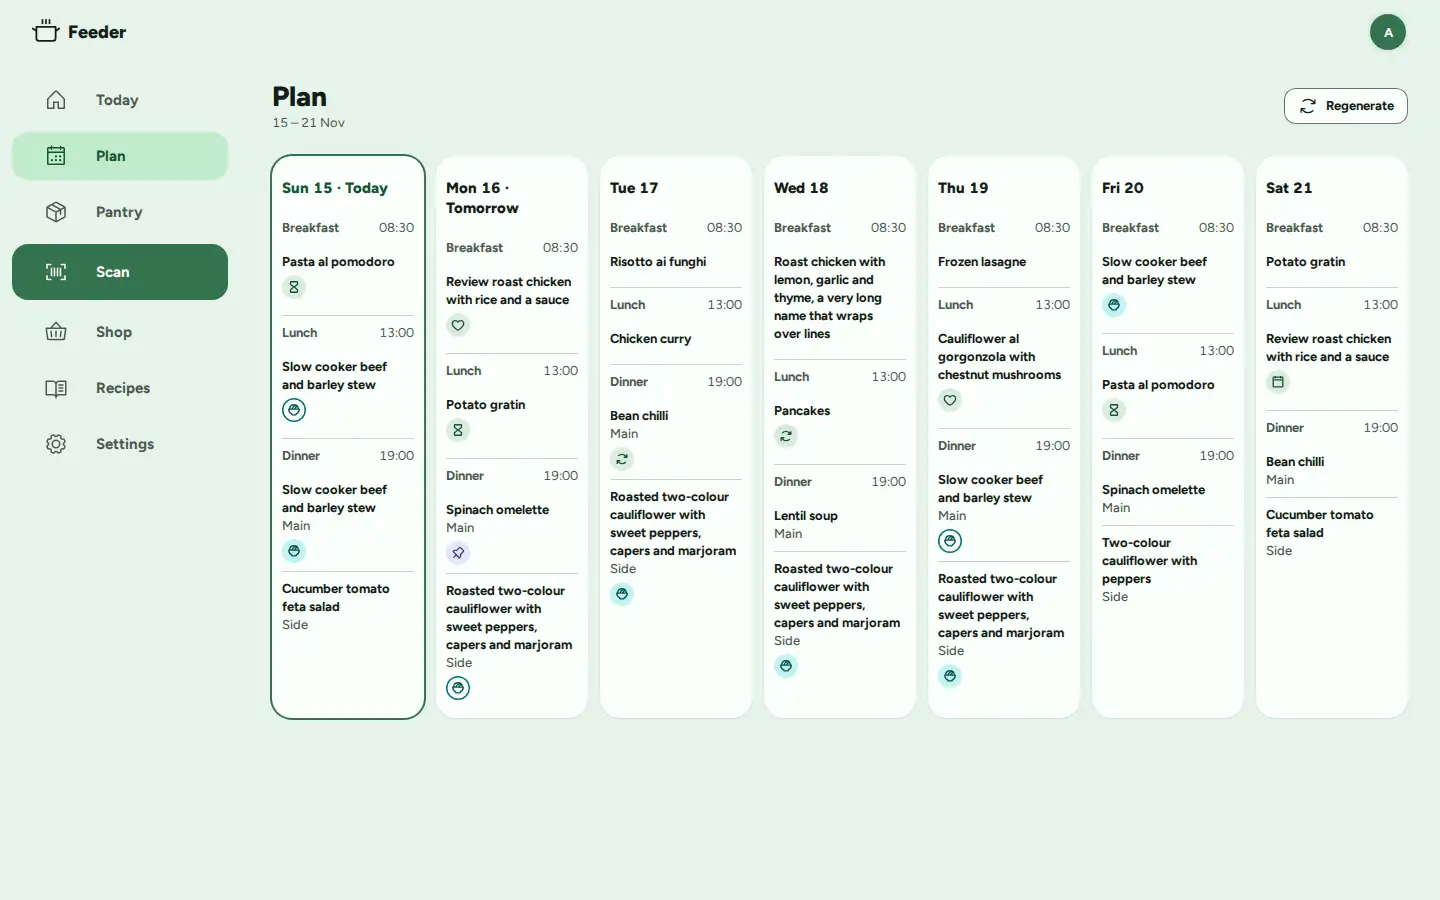 Feeder
A
Today
Plan
Pantry
Scan
Shop
Recipes
Settings
Plan
15 – 21 Nov
Regenerate
Sun 15 · Today
Breakfast 08:30
Pasta al pomodoro
Lunch 13:00
Slow cooker beef
and barley stew
Dinner 19:00
Slow cooker beef
and barley stew
Main
Cucumber tomato
feta salad
Side
Mon 16 ·
Tomorrow
Breakfast 08:30
Review roast chicken
with rice and a sauce
Lunch 13:00
Potato gratin
Dinner 19:00
Spinach omelette
Main
Roasted two-colour
cauliflower with
sweet peppers,
capers and marjoram
Side
Tue 17
Breakfast 08:30
Risotto ai funghi
Lunch 13:00
Chicken curry
Dinner 19:00
Bean chilli
Main
Roasted two-colour
cauliflower with
sweet peppers,
capers and marjoram
Side
Wed 18
Breakfast 08:30
Roast chicken with
lemon, garlic and
thyme, a very long
name that wraps
over lines
Lunch 13:00
Pancakes
Dinner 19:00
Lentil soup
Main
Roasted two-colour
cauliflower with
sweet peppers,
capers and marjoram
Side
Thu 19
Breakfast 08:30
Frozen lasagne
Lunch 13:00
Cauliflower al
gorgonzola with
chestnut mushrooms
Dinner 19:00
Slow cooker beef
and barley stew
Main
Roasted two-colour
cauliflower with
sweet peppers,
capers and marjoram
Side
Fri 20
Breakfast 08:30
Slow cooker beef
and barley stew
Lunch 13:00
Pasta al pomodoro
Dinner 19:00
Spinach omelette
Main
Two-colour
cauliflower with
peppers
Side
Sat 21
Breakfast 08:30
Potato gratin
Lunch 13:00
Review roast chicken
with rice and a sauce
Dinner 19:00
Bean chilli
Main
Cucumber tomato
feta salad
Side